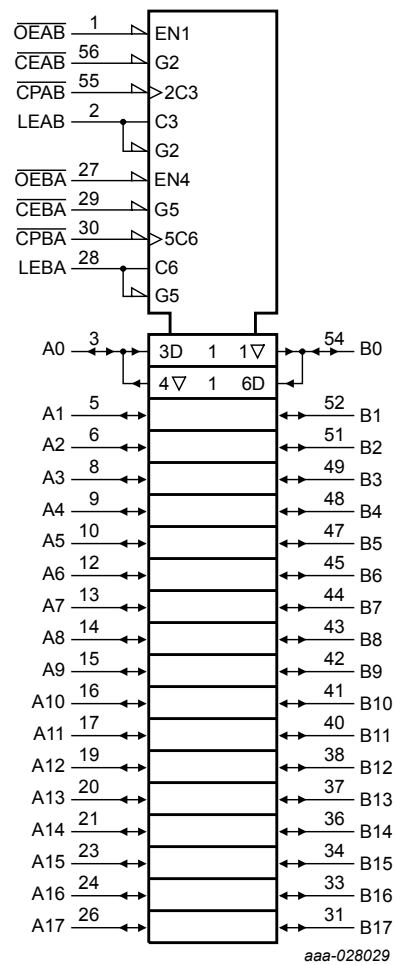 OEAB 1 EN1
CEAB 56 G2
CPAB 55 2C3
LEAB 2 C3
G2
OEBA 27 EN4
CEBA 29 G5
CPBA 30 5C6
LEBA 28 C6
G5
A0 3 3D 1 1▽ 54 B0
4▽ 1 6D
A1 5 52 B1
A2 6 51 B2
A3 8 49 B3
A4 9 48 B4
A5 10 47 B5
A6 12 45 B6
A7 13 44 B7
A8 14 43 B8
A9 15 42 B9
A10 16 41 B10
A11 17 40 B11
A12 19 38 B12
A13 20 37 B13
A14 21 36 B14
A15 23 34 B15
A16 24 33 B16
A17 26 31 B17
aaa-028029